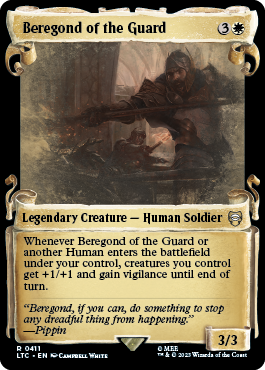 Beregond of the Guard 3
Legendary Creature — Human Soldier
Whenever Beregond of the Guard or
another Human enters the battlefield
under your control, creatures you control
get +1/+1 and gain vigilance until end of
turn.
“Beregond, if you can, do something to stop
any dreadful thing from happening.”
—Pippin
3/3
R 0411
LTC • EN CAMPBELL WHITE
© MEE
™ & © 2023 Wizards of the Coast